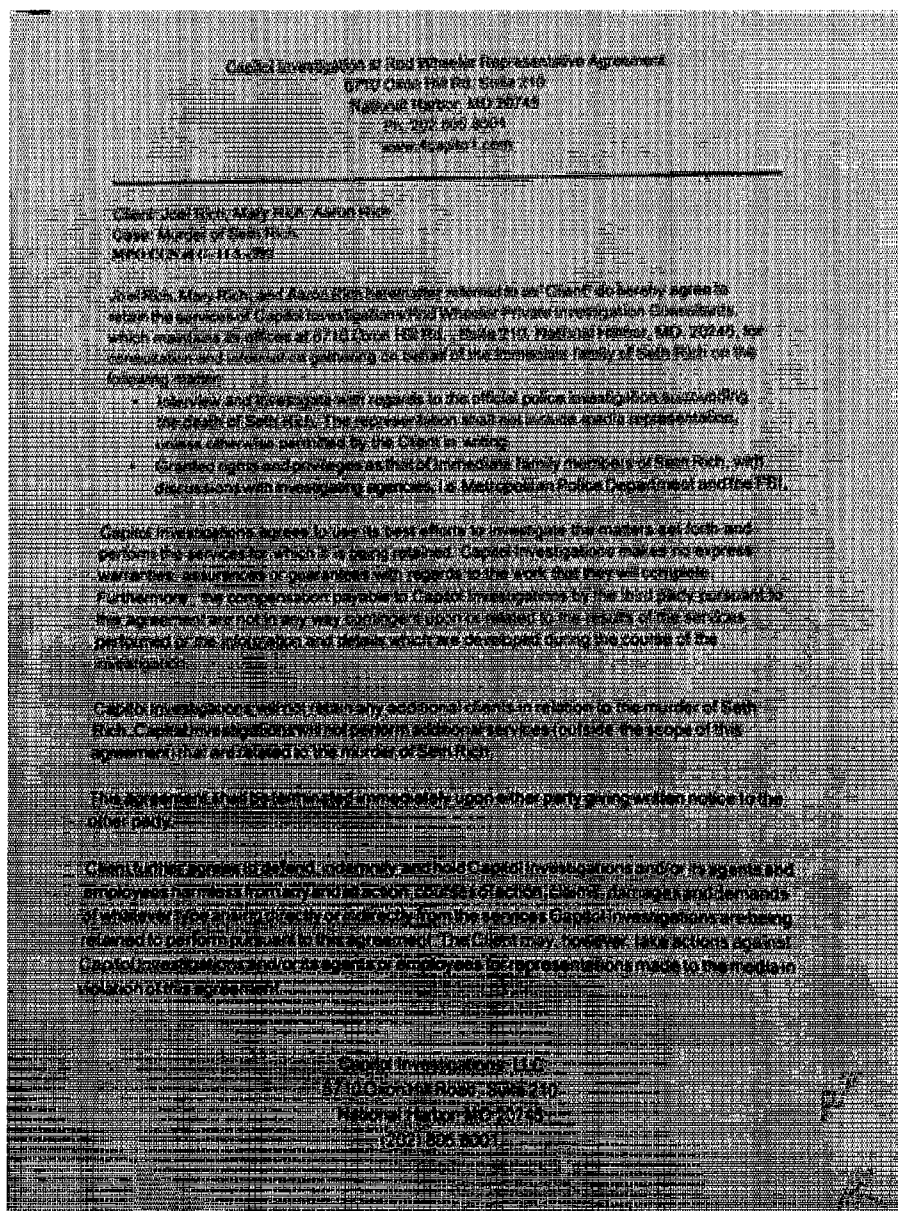 Capitol Investigation at Rod Wheeler Representative Agreement
6710 Oxon Hill Rd. Suite 210
National Harbor, MD 20745
Ph. 202.
www.

Client: Joel Rich, Mary Rich, Aaron Rich
Case: Murder of Seth Rich

Joel Rich, Mary Rich, and Aaron Rich hereinafter referred to as "Client" do hereby agree to
retain the services of Capitol Investigations Rod Wheeler Private Investigation Consultants,
which maintains its offices at 6710 Oxon Hill Rd., Suite 210, National Harbor, MD. 20745, for
consultation and information gathering on behalf of the immediate family of Seth Rich on the
following matter:
• Interview and investigate with regards to the official police investigation surrounding
the death of Seth Rich. The representation shall not include media representation,
unless otherwise permitted by the Client in writing.
• Granted rights and privileges as that of immediate family members of Seth Rich, with
discussions with investigating agencies, i.e. Metropolitan Police Department and the FBI.

Capitol Investigations agrees to use its best efforts to investigate the matters set forth and
perform the services for which it is being retained. Capitol Investigations makes no express
warranties, assurances or guarantees with regards to the work that they will complete.
Furthermore, the compensation payable to Capitol Investigations by the third party pursuant to
this agreement are not in any way contingent upon or related to the results of the services
performed or the information and details which are developed during the course of the
investigation.

Capitol Investigations will not retain any additional clients in relation to the murder of Seth
Rich. Capitol Investigations will not perform additional services (outside the scope of this
agreement) that are related to the murder of Seth Rich.

This agreement shall be terminated immediately upon either party giving written notice to the
other party.

Client further agrees to defend, indemnify and hold Capitol Investigations and/or its agents and
employees harmless from any and all action, causes of action, claims, damages and demands
of whatever type arising directly or indirectly from the services Capitol Investigations are being
retained to perform pursuant to this agreement. The Client may, however, take actions against
Capitol Investigations and/or its agents or employees for representations made to the media in
violation of this agreement.

Capitol Investigations, LLC
6710 Oxon Hill Road, Suite 210
National Harbor, MD 20745
(202)